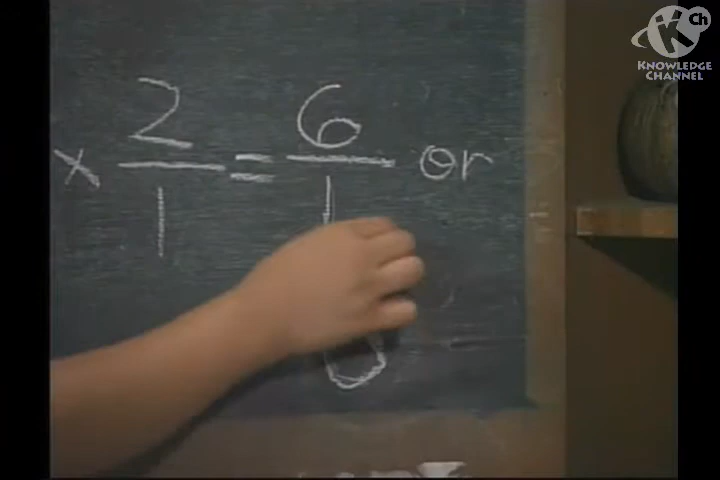 Ch
K
KNOWLEDGE
CHANNEL
× 2/1 = 6/1 or